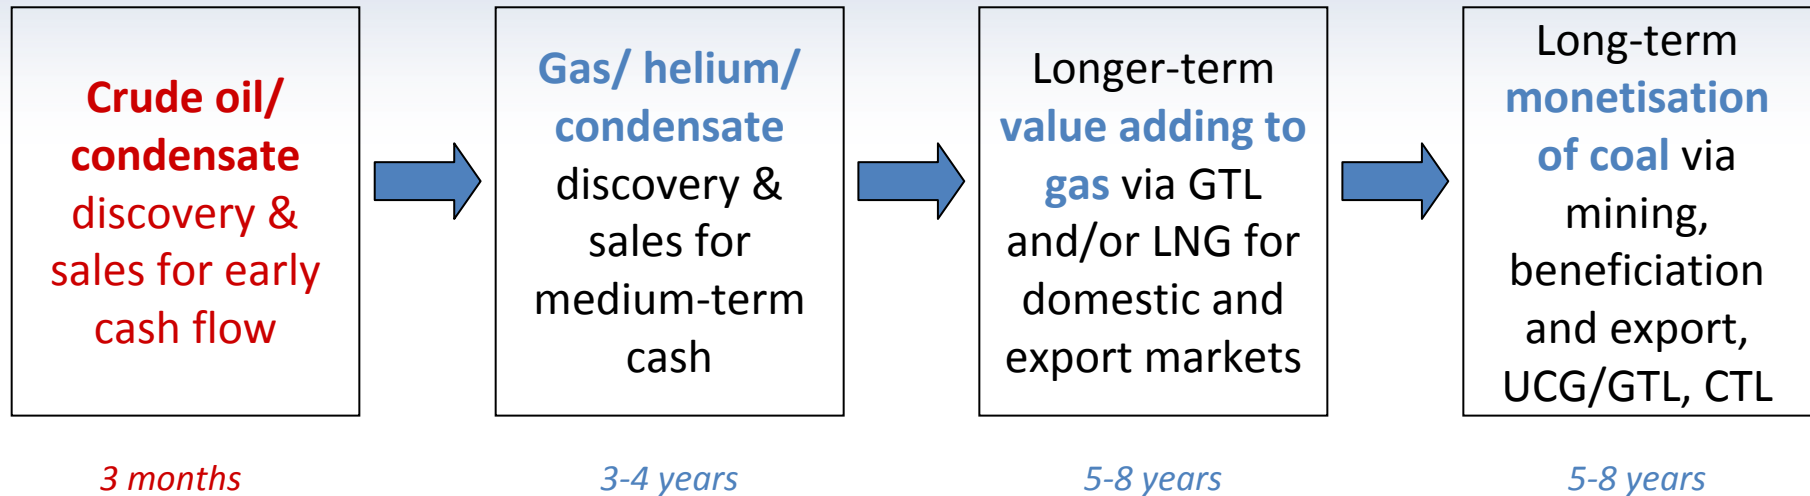 Crude oil/
condensate
discovery &
sales for early
cash flow
Gas/ helium/
condensate
discovery &
sales for
medium-term
cash
Longer-term
value adding to
gas via GTL
and/or LNG for
domestic and
export markets
Long-term
monetisation
of coal via
mining,
beneficiation
and export,
UCG/GTL, CTL
3 months
3-4 years
5-8 years
5-8 years